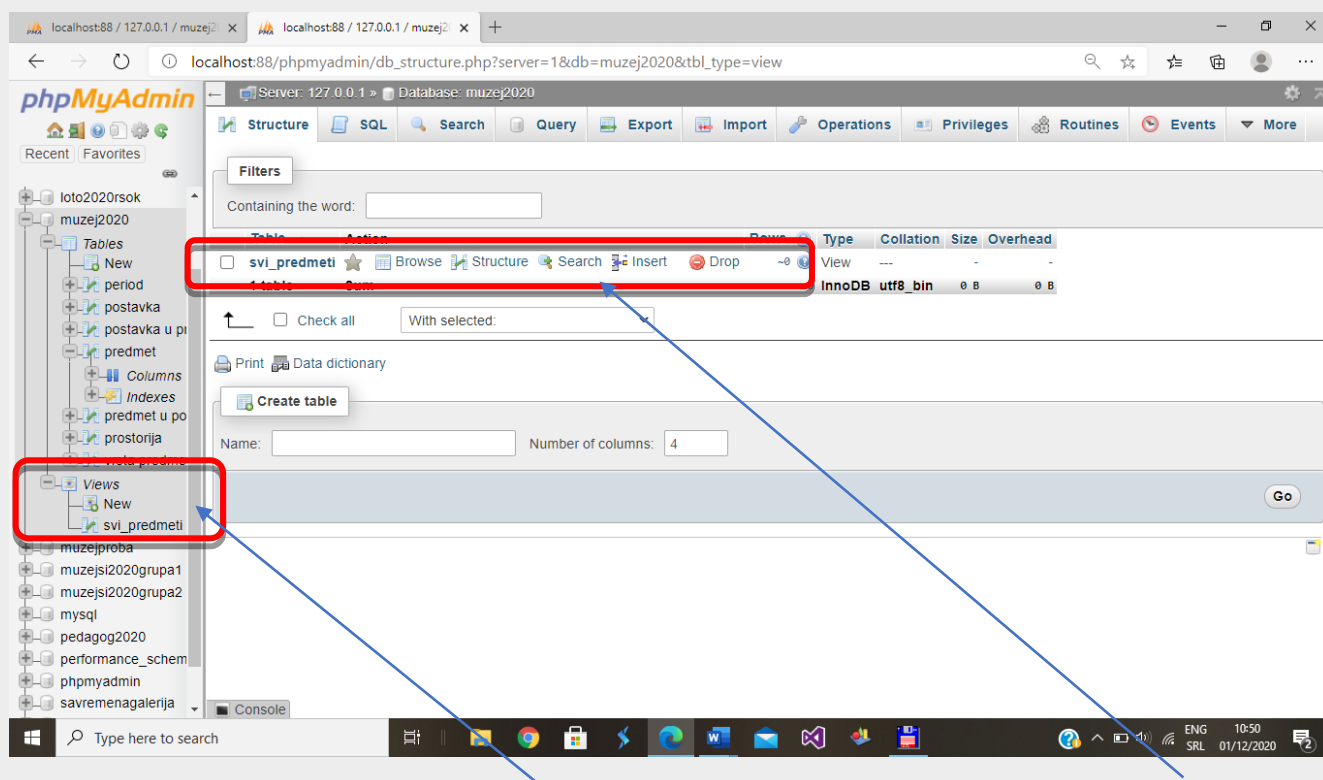 localhost:88 / 127.0.0.1 / muzej2
localhost:88 / 127.0.0.1 / muzej2
localhost:88/phpmyadmin/db_structure.php?server=1&db=muzej2020&tbl_type=view
phpMyAdmin
Recent Favorites
loto2020rsok
muzej2020
Tables
New
period
postavka
postavka u pr
predmet
Columns
Indexes
predmet u po
prostorija
vrsta predme
Views
New
svi_predmeti
muzejproba
muzejsi2020grupa1
muzejsi2020grupa2
mysql
pedagog2020
performance_schem
phpmyadmin
savremenagalerija
Server: 127.0.0.1 » Database: muzej2020
Structure SQL Search Query Export Import Operations Privileges Routines Events More
Filters
Containing the word:
Table Action Rows Type Collation Size Overhead
svi_predmeti Browse Structure Search Insert Drop ~0 View --- - -
1 table Sum InnoDB utf8_bin 0 B 0 B
Check all With selected:
Print Data dictionary
Create table
Name: Number of columns: 4
Go
Console
Type here to search
ENG 10:50
SRL 01/12/2020
2